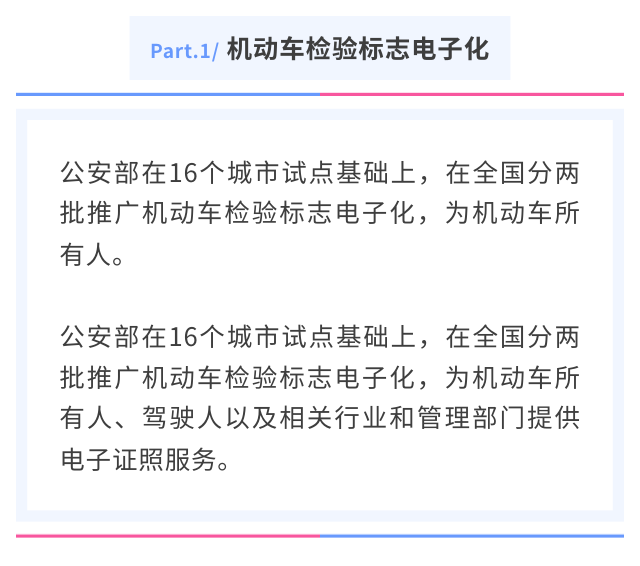 Part.1/ 机动车检验标志电子化
公安部在16个城市试点基础上，在全国分两
批推广机动车检验标志电子化，为机动车所
有人。
公安部在16个城市试点基础上，在全国分两
批推广机动车检验标志电子化，为机动车所
有人、驾驶人以及相关行业和管理部门提供
电子证照服务。